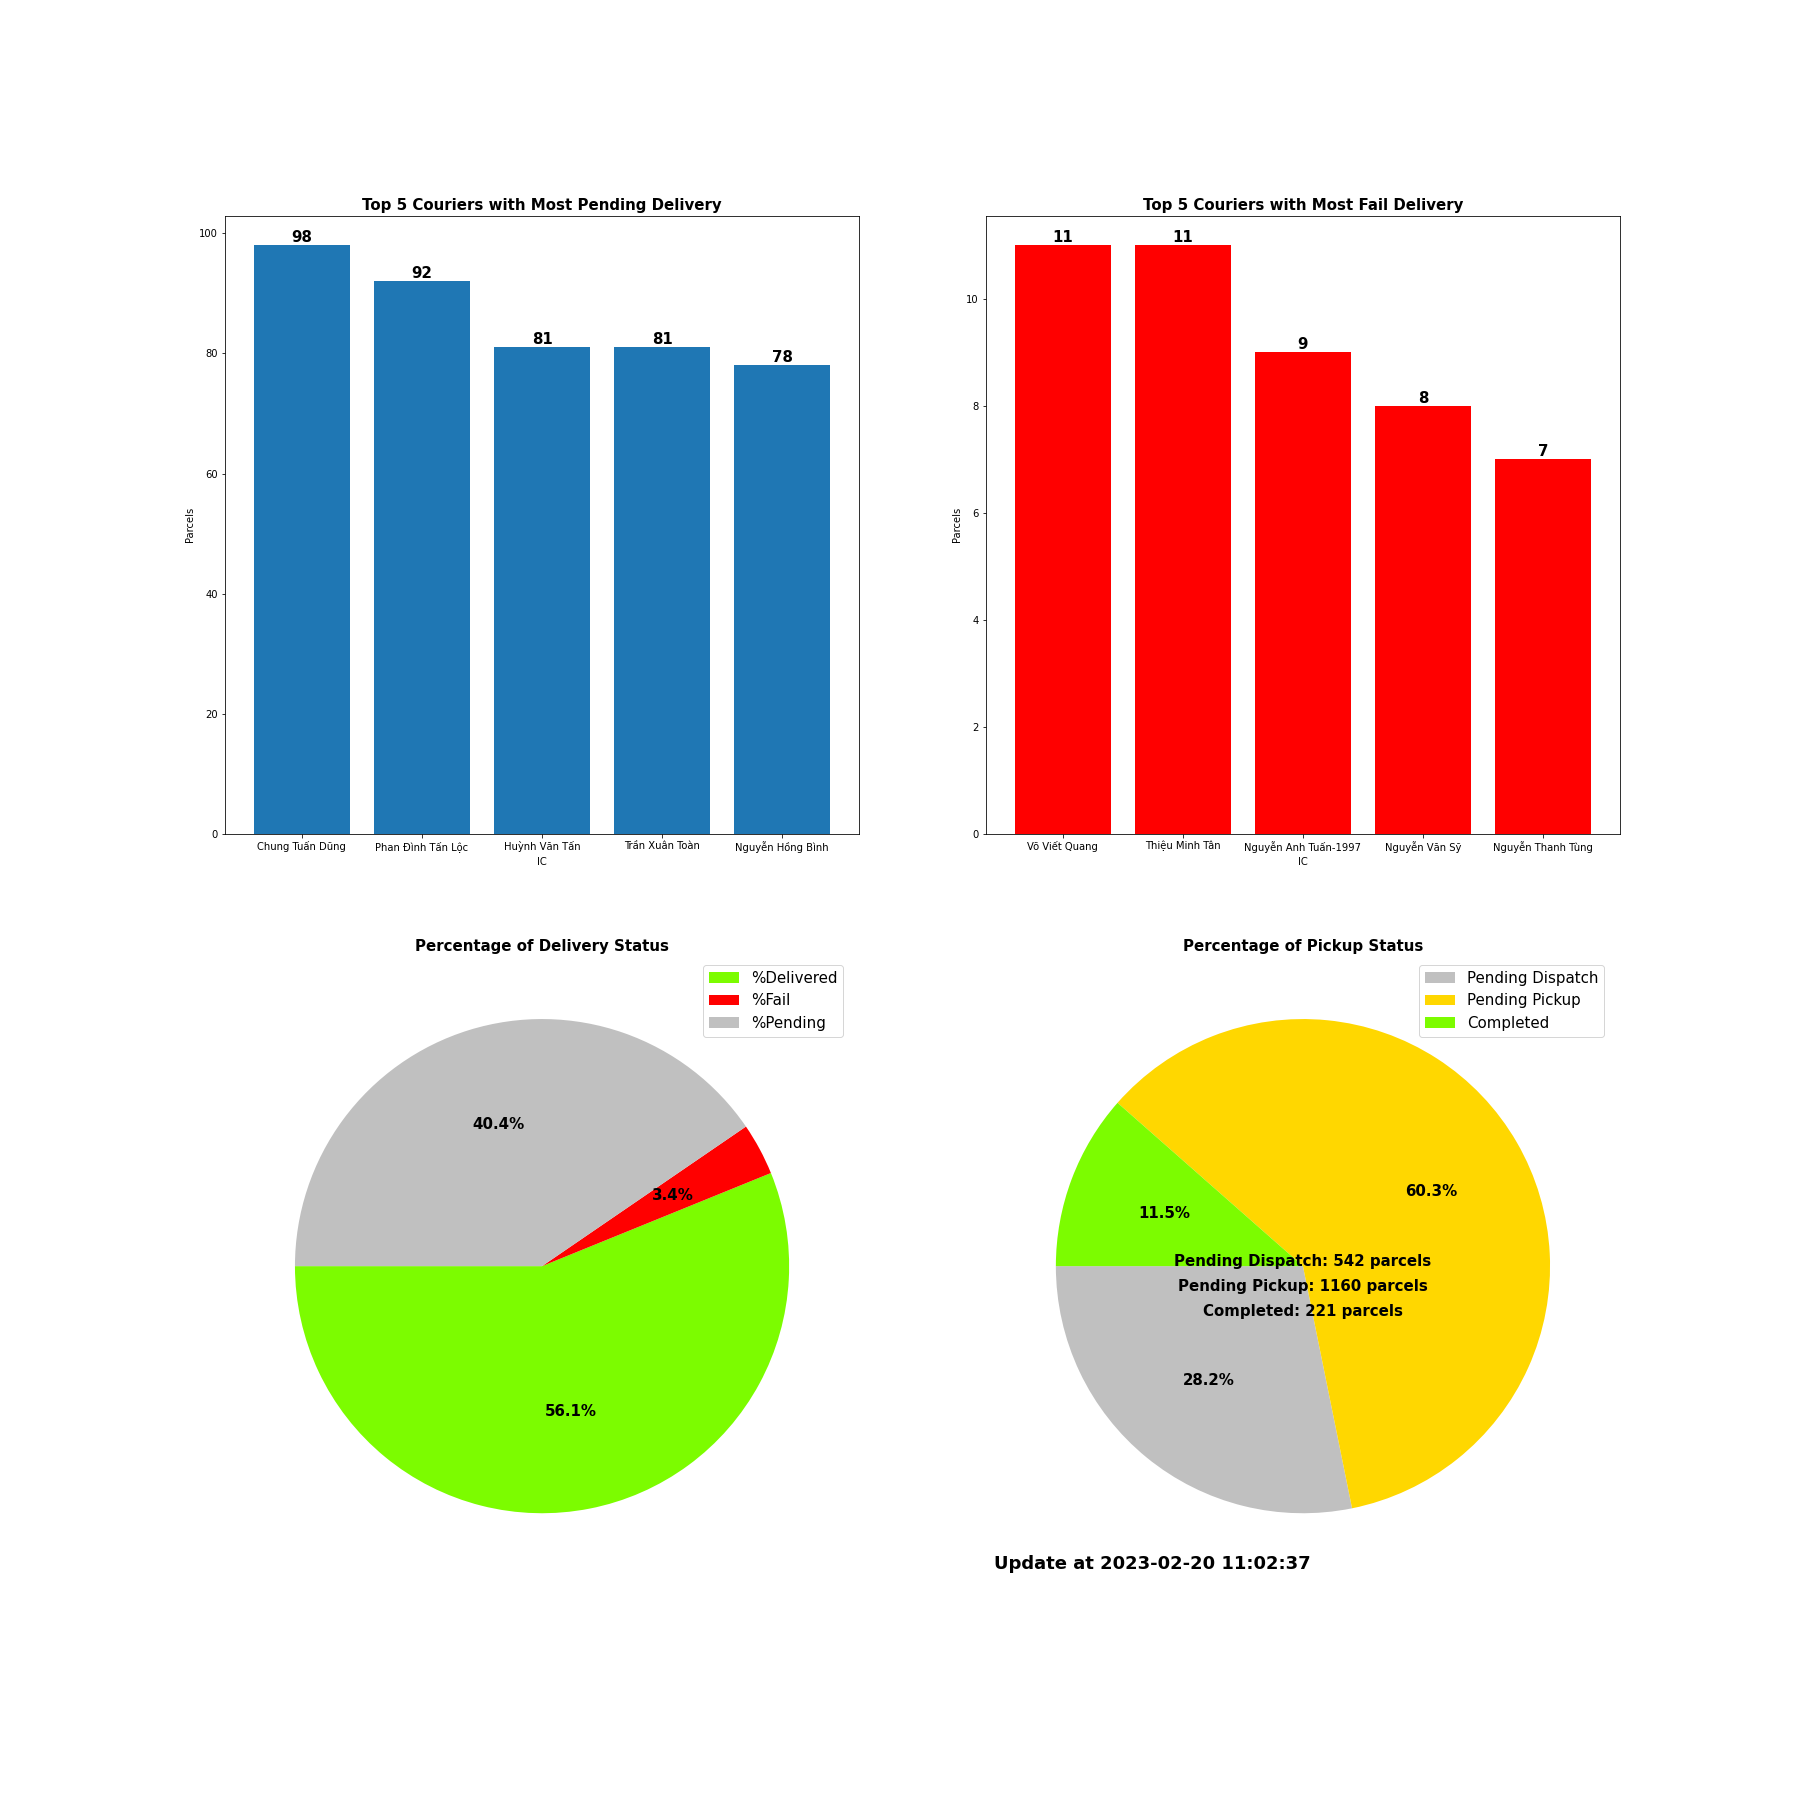 Top 5 Couriers with Most Pending Delivery
100
80
60
40
20
0
Parcels
98
92
81
81
78
Chung Tuấn Dũng
Phan Đình Tấn Lộc
Huỳnh Văn Tấn
Trần Xuân Toàn
Nguyễn Hồng Bình
IC
Top 5 Couriers with Most Fail Delivery
10
8
6
4
2
0
Parcels
11
11
9
8
7
Võ Viết Quang
Thiệu Minh Tân
Nguyễn Anh Tuấn-1997
Nguyễn Văn Sỹ
Nguyễn Thanh Tùng
IC
Percentage of Delivery Status
%Delivered
%Fail
%Pending
40.4%
3.4%
56.1%
Percentage of Pickup Status
Pending Dispatch
Pending Pickup
Completed
60.3%
11.5%
Pending Dispatch: 542 parcels
Pending Pickup: 1160 parcels
Completed: 221 parcels
28.2%
Update at 2023-02-20 11:02:37